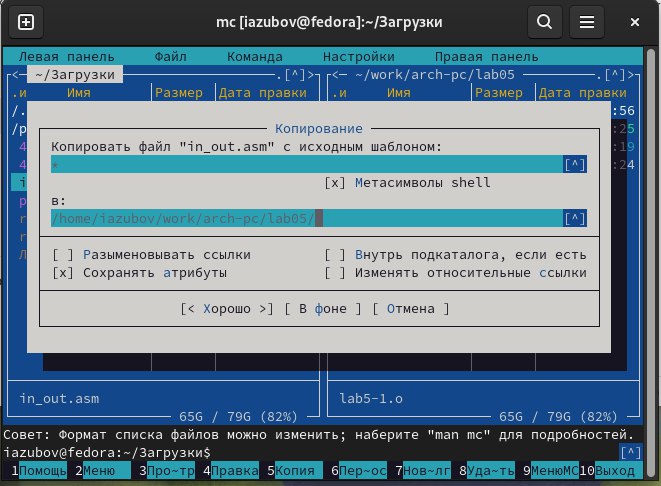 mc [iazubov@fedora]:~/Загрузки
Левая панель Файл Команда Настройки Правая панель
<─ ~/Загрузки ─.[^]>
<─ ~/work/arch-pc/lab05 ─.[^]>
.и Имя Размер Дата правки .и Имя Размер Дата правки
/. :56
/p :25
4 :19
4 :24
i
p
r
r
Л
Копирование
Копировать файл "in_out.asm" с исходным шаблоном:
* [^]
[x] Метасимволы shell
в:
/home/iazubov/work/arch-pc/lab05/ [^]
[ ] Разыменовывать ссылки [ ] Внутрь подкаталога, если есть
[x] Сохранять атрибуты [ ] Изменять относительные ссылки
[< Хорошо >] [ В фоне ] [ Отмена ]
in_out.asm lab5-1.o
65G / 79G (82%) 65G / 79G (82%)
Совет: Формат списка файлов можно изменить; наберите "man mc" для подробностей.
iazubov@fedora:~/Загрузки$ [^]
1Помощь 2Меню 3Про~тр 4Правка 5Копия 6Пер~ос 7Нов~лг 8Уда~ть 9МенюMC 10Выход